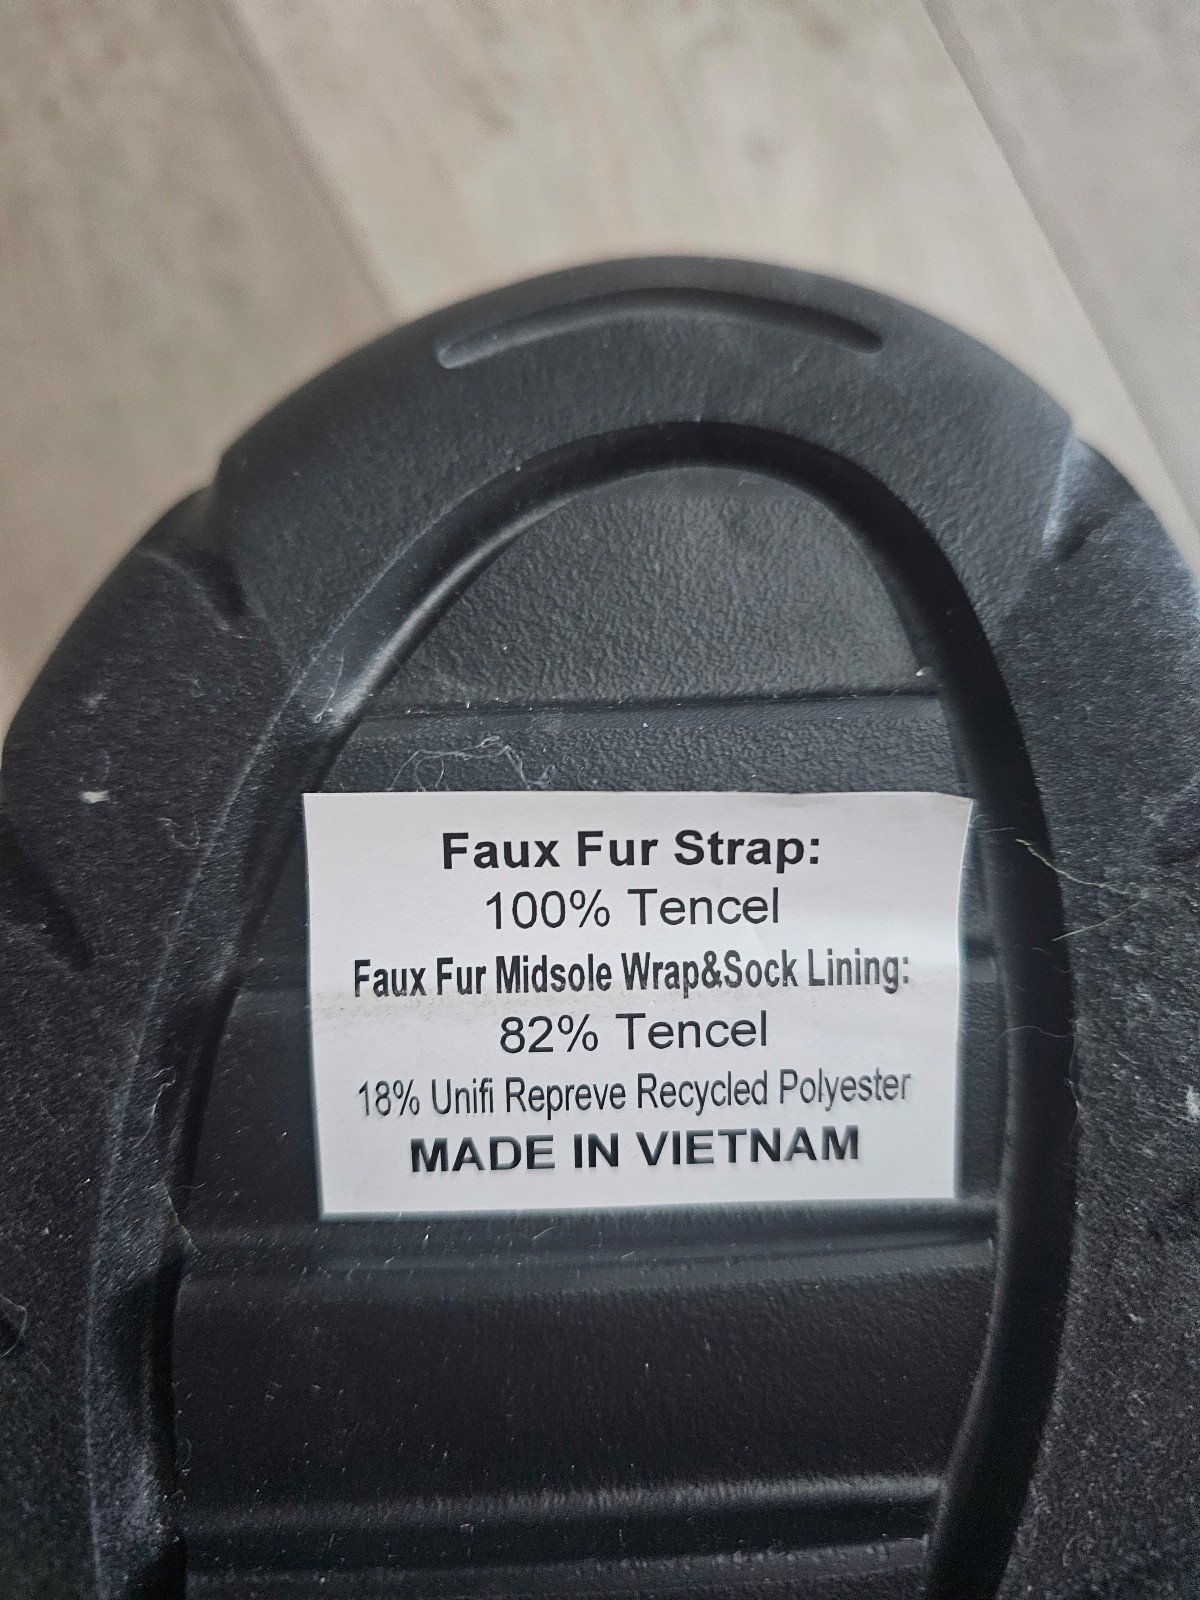 Faux Fur Strap:
100% Tencel
Faux Fur Midsole Wrap&Sock Lining:
82% Tencel
18% Unifi Repreve Recycled Polyester
MADE IN VIETNAM